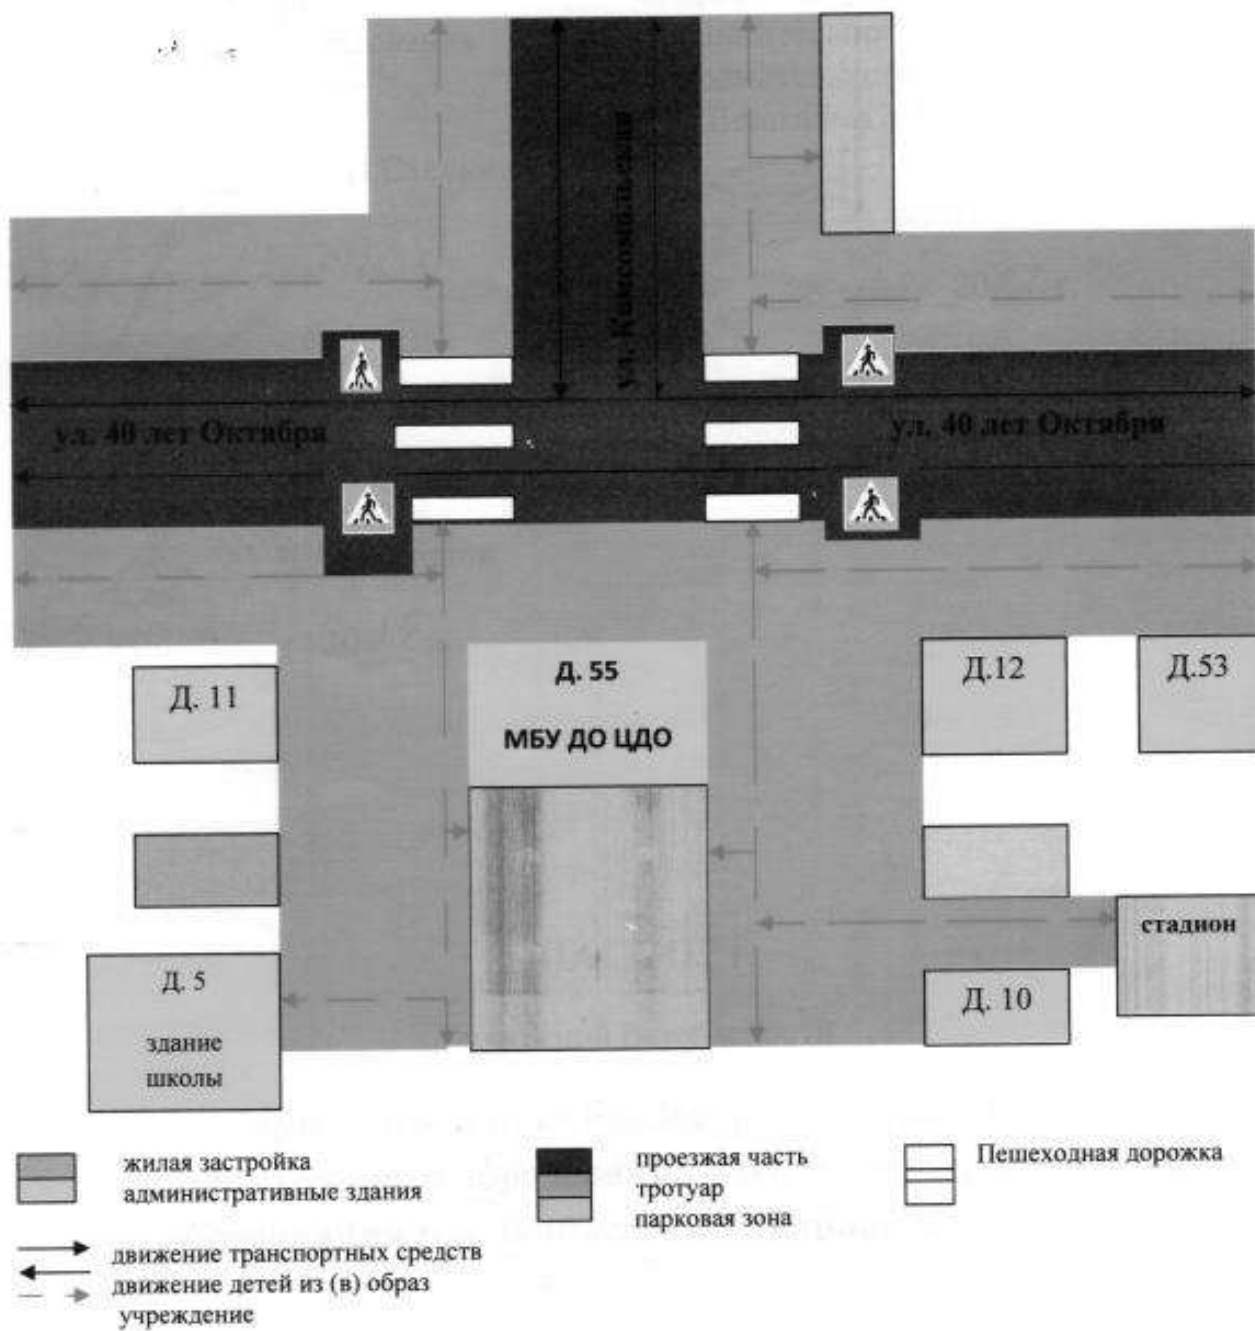 ул. Комсомольская
ул. 40 лет Октября
ул. 40 лет Октября
Д. 11
Д. 55
МБУ ДО ЦДО
Д.12
Д.53
Д. 5
здание
школы
Д. 10
стадион
жилая застройка
административные здания
проезжая часть
тротуар
парковая зона
Пешеходная дорожка
движение транспортных средств
движение детей из (в) образ
учреждение